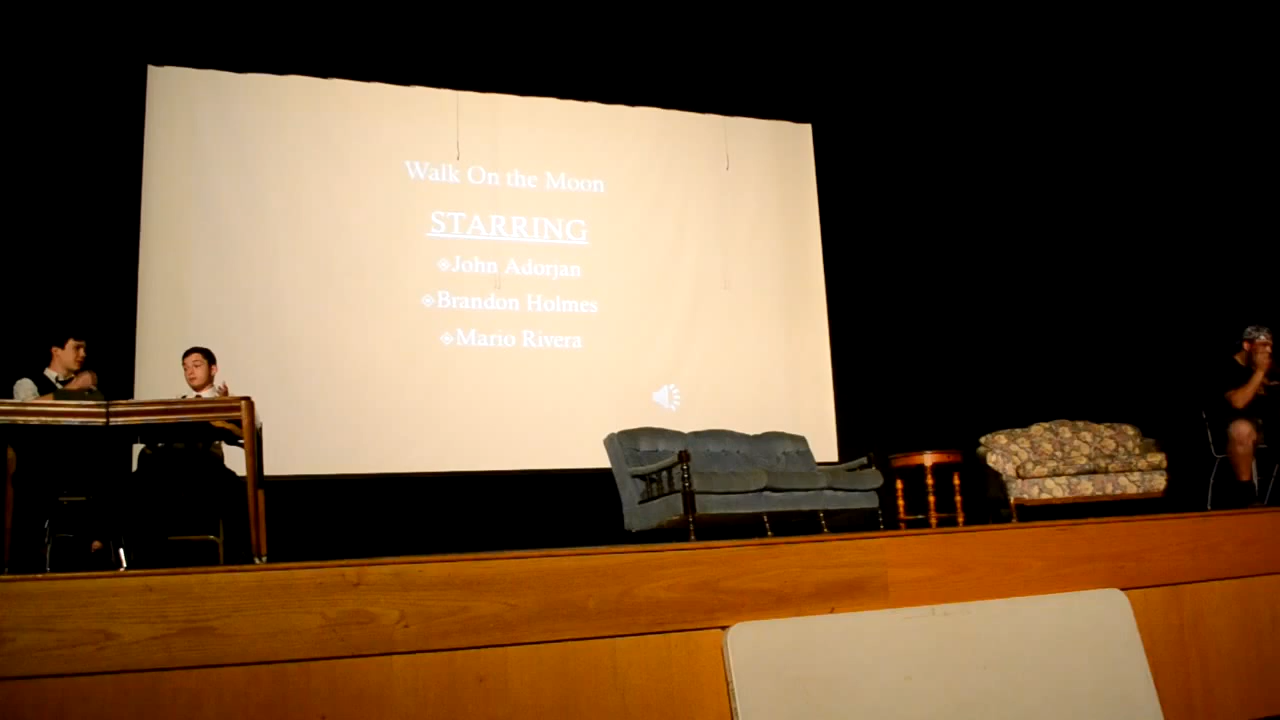 Walk On the Moon
STARRING
John Adorjan
Brandon Holmes
Mario Rivera